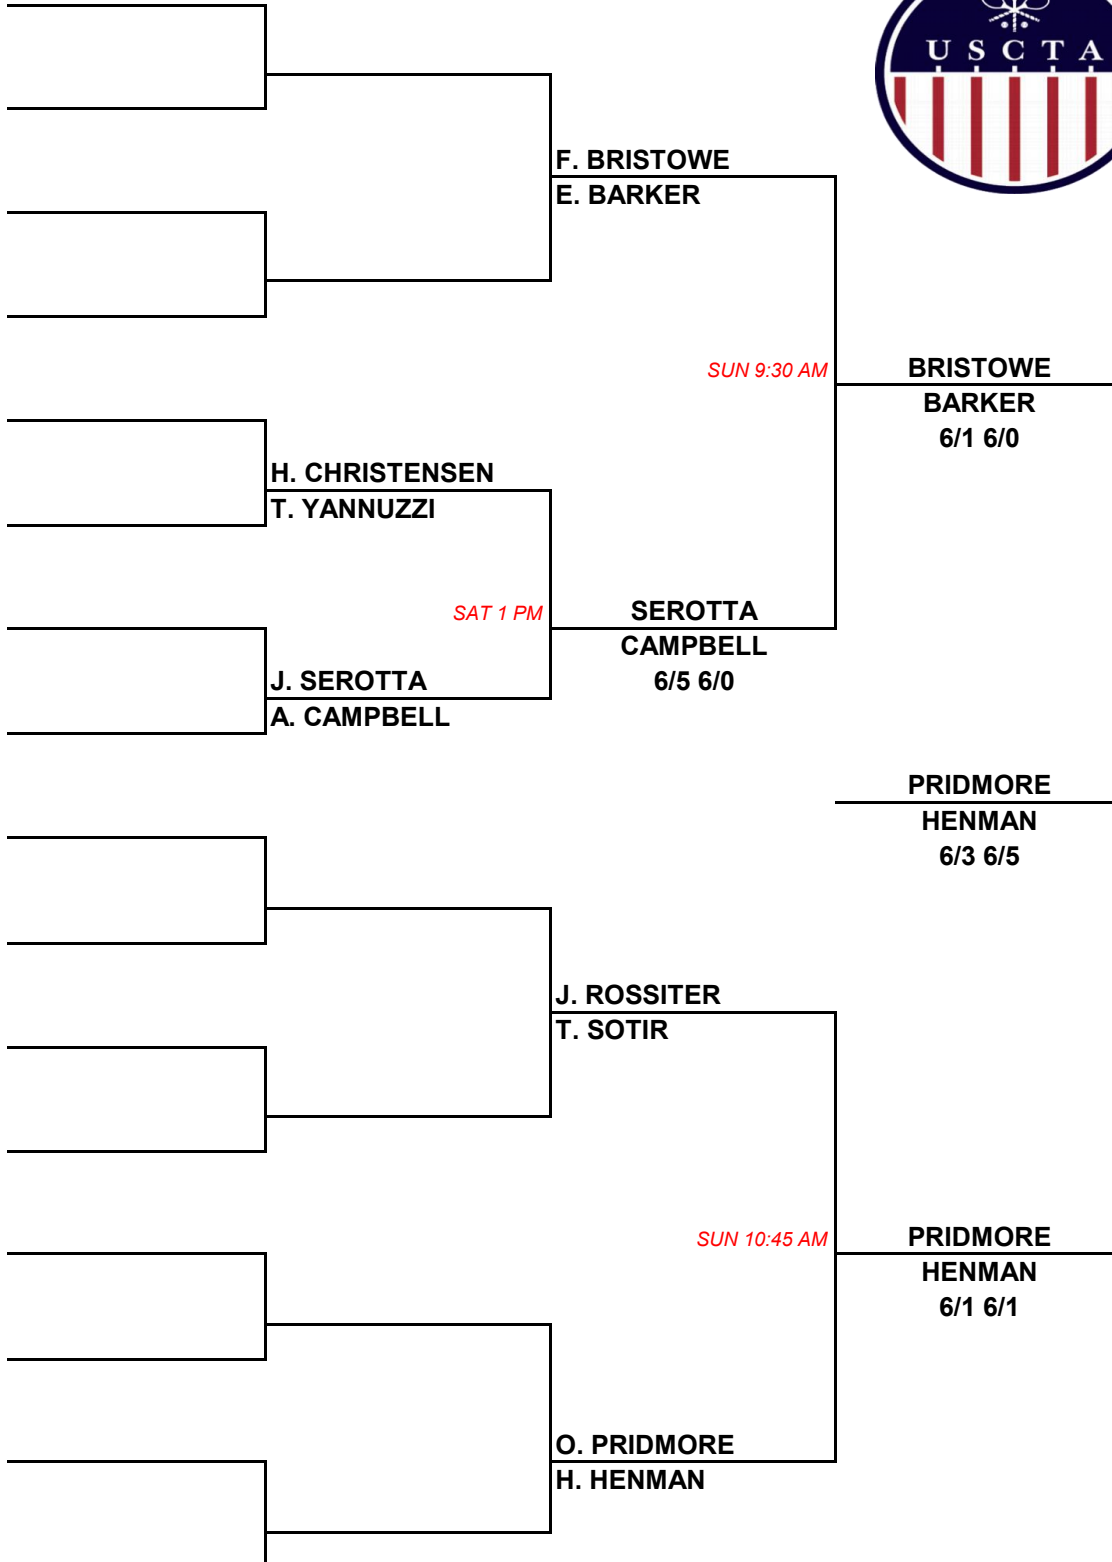 USCTA
F. BRISTOWE
E. BARKER
SUN 9:30 AM
BRISTOWE
BARKER
6/1 6/0
H. CHRISTENSEN
T. YANNUZZI
SAT 1 PM
SEROTTA
CAMPBELL
6/5 6/0
J. SEROTTA
A. CAMPBELL
PRIDMORE
HENMAN
6/3 6/5
J. ROSSITER
T. SOTIR
SUN 10:45 AM
PRIDMORE
HENMAN
6/1 6/1
O. PRIDMORE
H. HENMAN